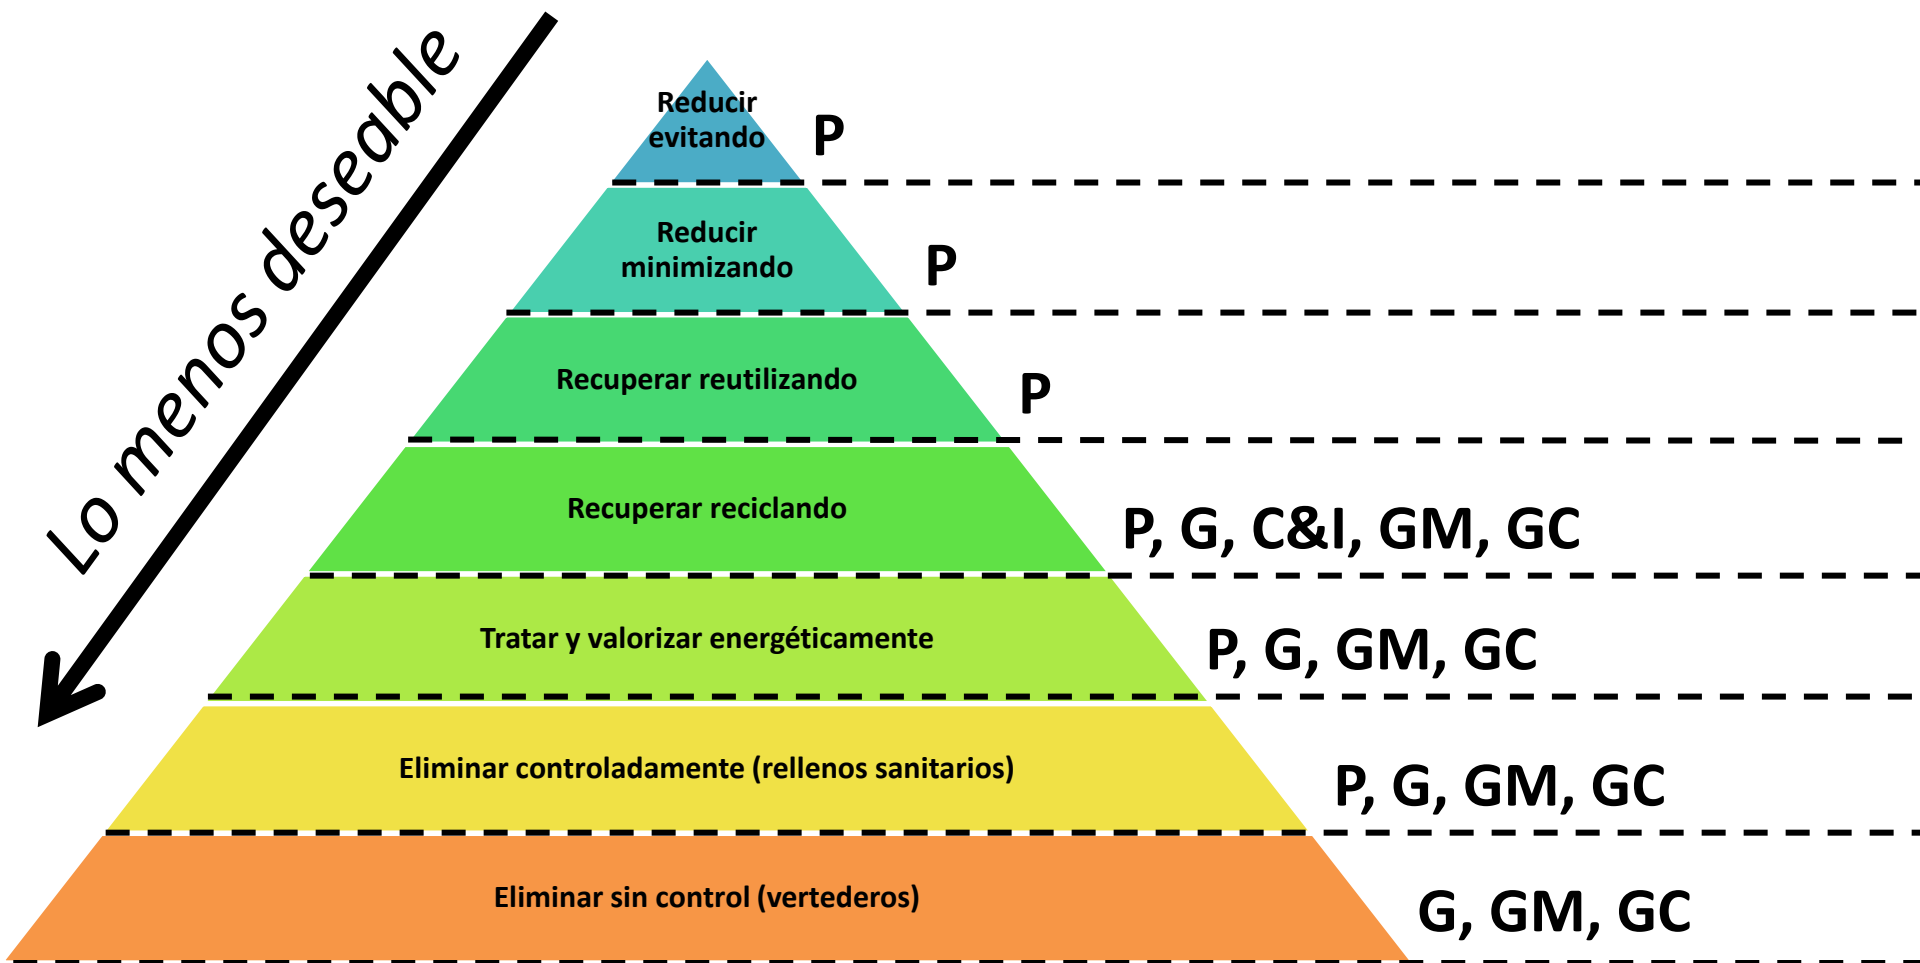 Lo menos deseable
Reducir
evitando
P
Reducir
minimizando
P
Recuperar reutilizando
P
Recuperar reciclando
P, G, C&I, GM, GC
Tratar y valorizar energéticamente
P, G, GM, GC
Eliminar controladamente (rellenos sanitarios)
P, G, GM, GC
Eliminar sin control (vertederos)
G, GM, GC